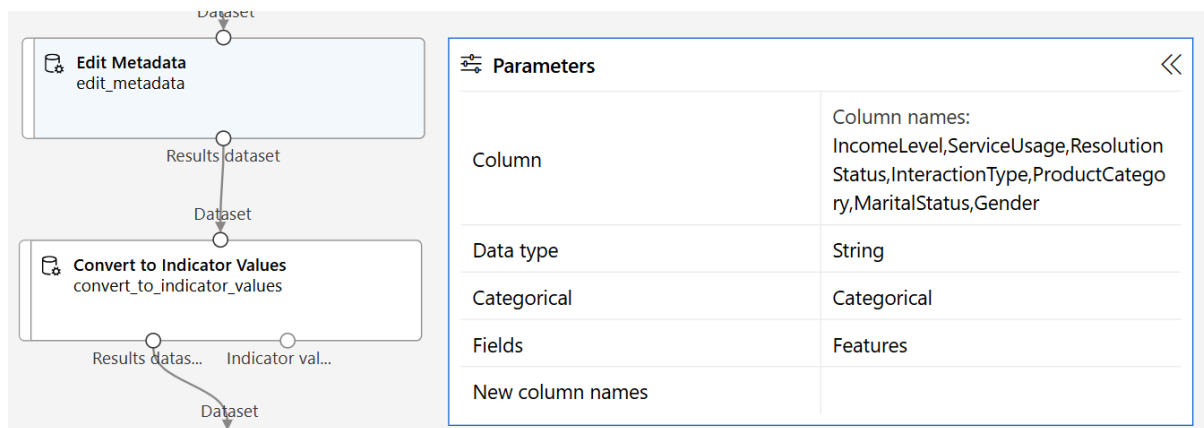 Dataset
Edit Metadata
edit_metadata
Results dataset
Dataset
Convert to Indicator Values
convert_to_indicator_values
Results datas...
Indicator val...
Dataset
Parameters
Column
Column names:
IncomeLevel,ServiceUsage,Resolution
Status,InteractionType,ProductCatego
ry,MaritalStatus,Gender
Data type
String
Categorical
Categorical
Fields
Features
New column names